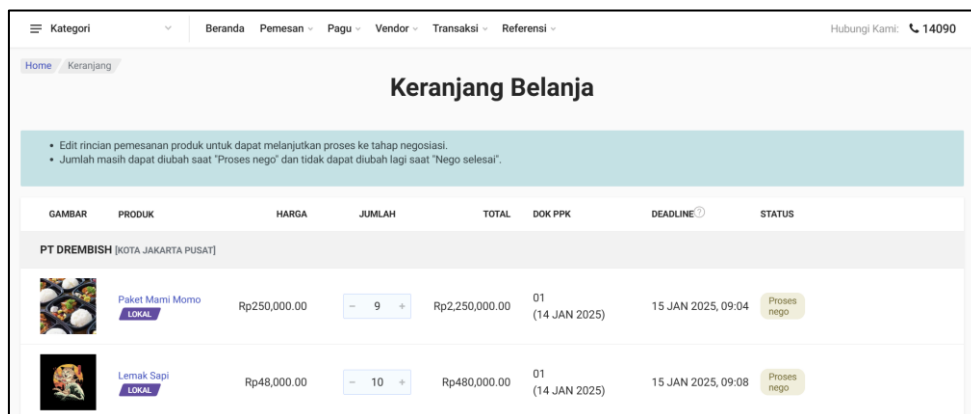 Kategori Beranda Pemesan Pagu Vendor Transaksi Referensi Hubungi Kami: 14090
Home / Keranjang
Keranjang Belanja
• Edit rincian pemesanan produk untuk dapat melanjutkan proses ke tahap negosiasi.
• Jumlah masih dapat diubah saat "Proses nego" dan tidak dapat diubah lagi saat "Nego selesai".
GAMBAR PRODUK HARGA JUMLAH TOTAL DOK PPK DEADLINE? STATUS
PT DREMBISH [KOTA JAKARTA PUSAT]
Paket Mami Momo
LOKAL
Rp250,000.00 − 9 + Rp2,250,000.00
01
(14 JAN 2025)
15 JAN 2025, 09:04
Proses
nego
Lemak Sapi
LOKAL
Rp48,000.00 − 10 + Rp480,000.00
01
(14 JAN 2025)
15 JAN 2025, 09:08
Proses
nego